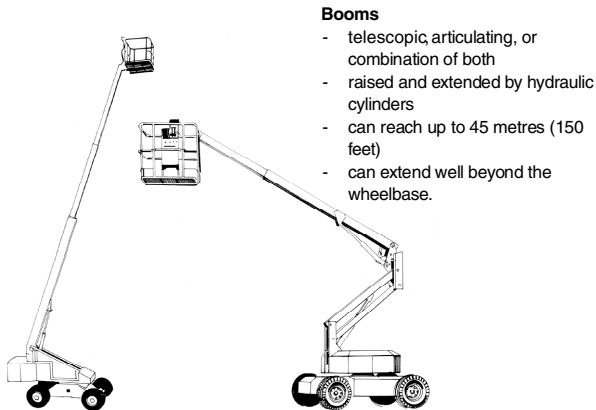 Booms
- telescopic, articulating, or
combination of both
- raised and extended by hydraulic
cylinders
- can reach up to 45 metres (150
feet)
- can extend well beyond the
wheelbase.